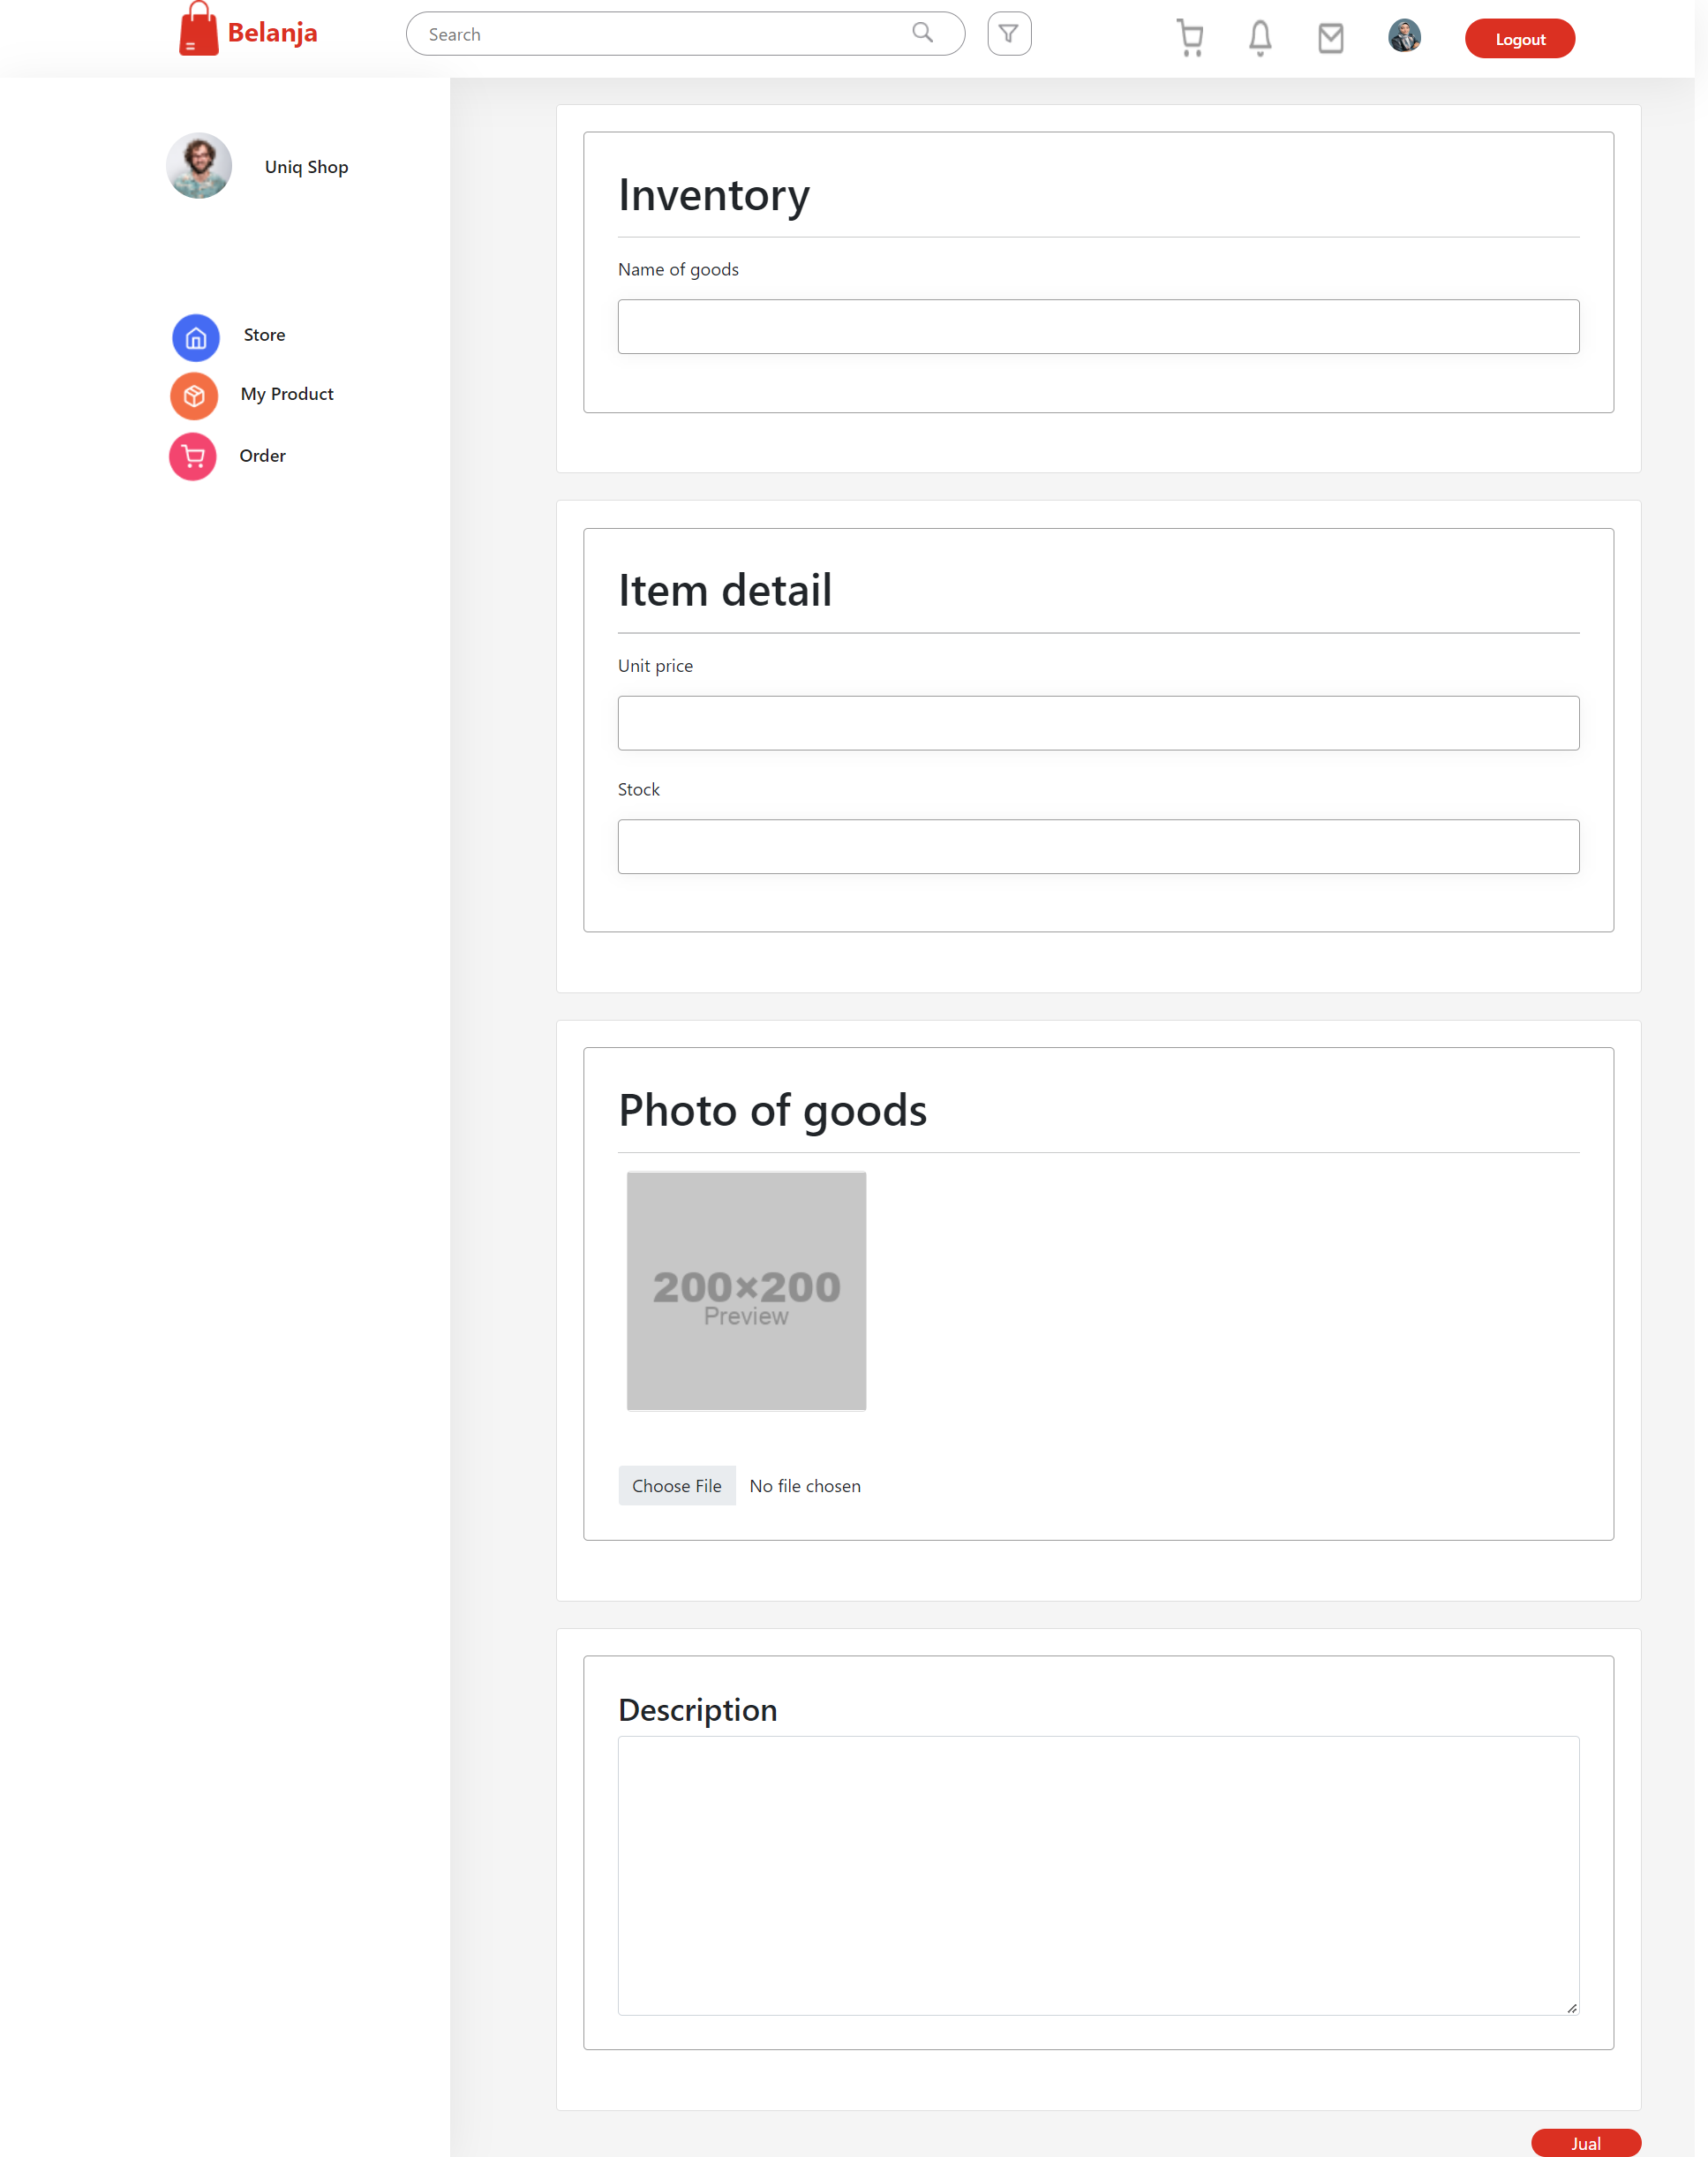 Belanja
Search
Logout
Uniq Shop
Store
My Product
Order
Inventory
Name of goods
Item detail
Unit price
Stock
Photo of goods
200×200
Preview
Choose File No file chosen
Description
Jual